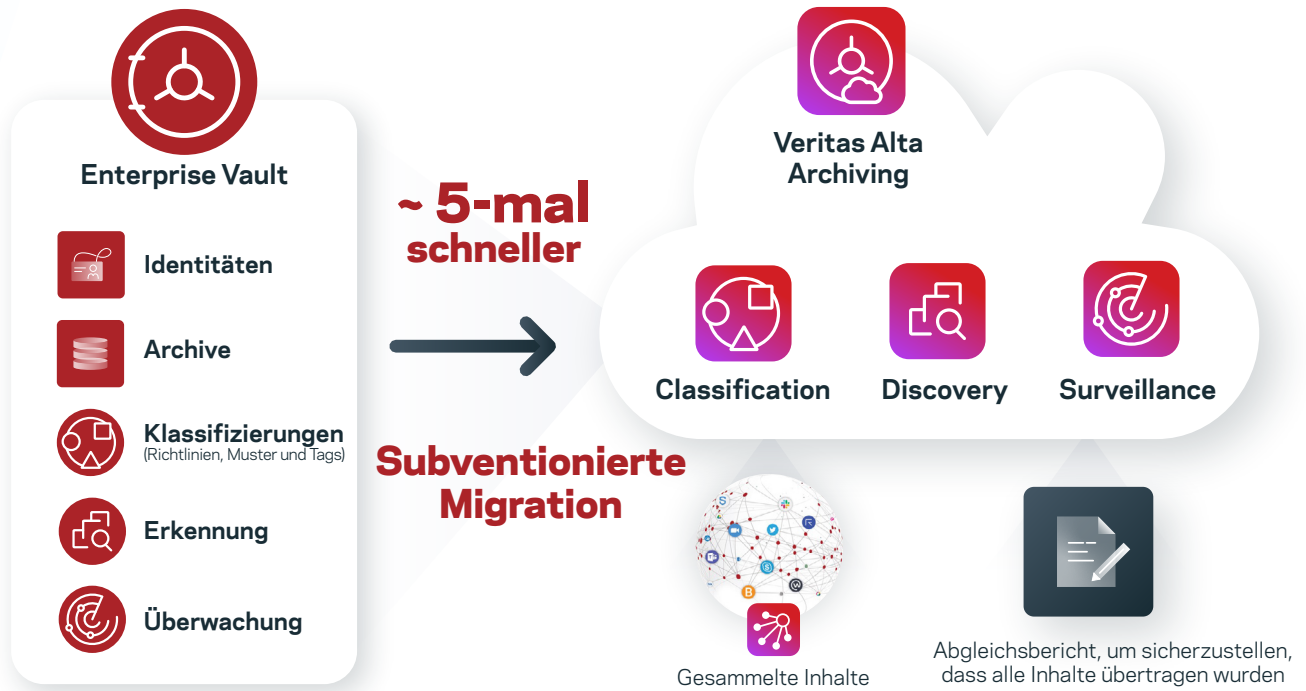 Enterprise Vault
Identitäten
Archive
Klassifizierungen
(Richtlinien, Muster und Tags)
Erkennung
Überwachung
~ 5-mal
schneller
Subventionierte
Migration
Veritas Alta
Archiving
Classification
Discovery
Surveillance
Gesammelte Inhalte
Abgleichsbericht, um sicherzustellen,
dass alle Inhalte übertragen wurden